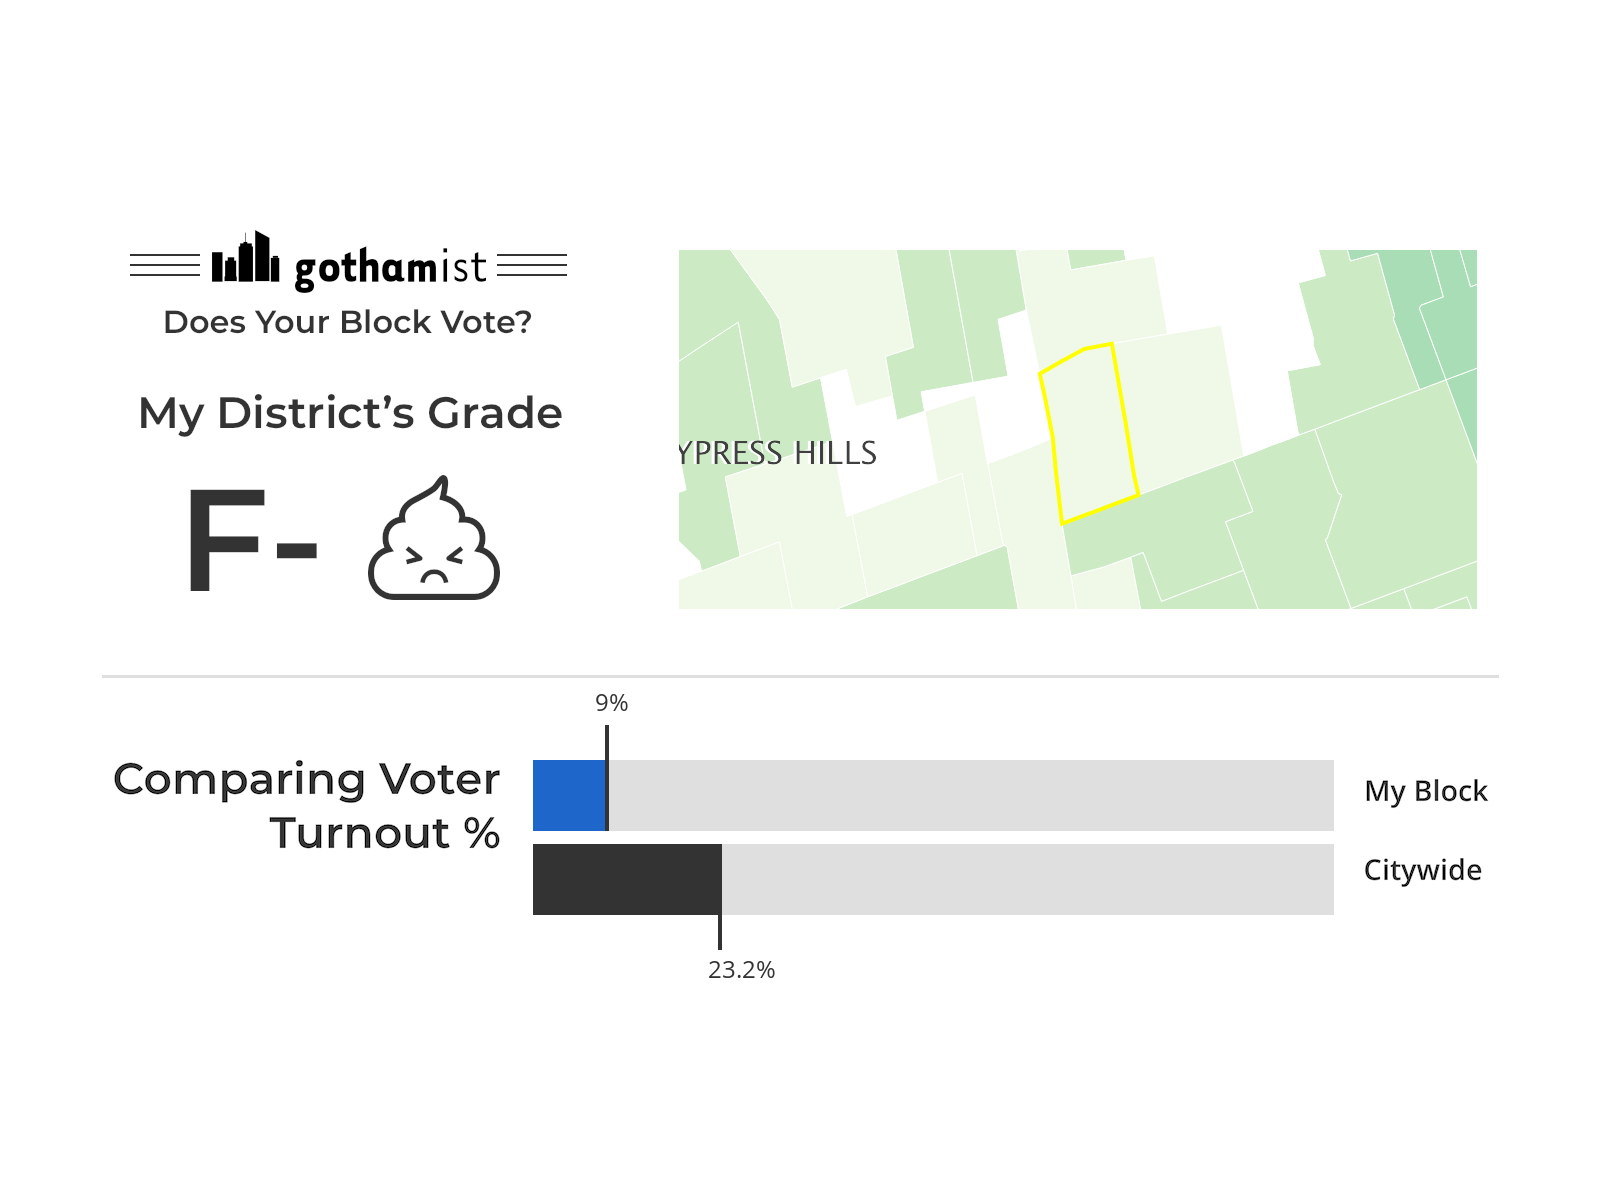 gothamist
Does Your Block Vote?
My District's Grade
F-
YPRESS HILLS
9%
Comparing Voter
Turnout %
My Block
Citywide
23.2%